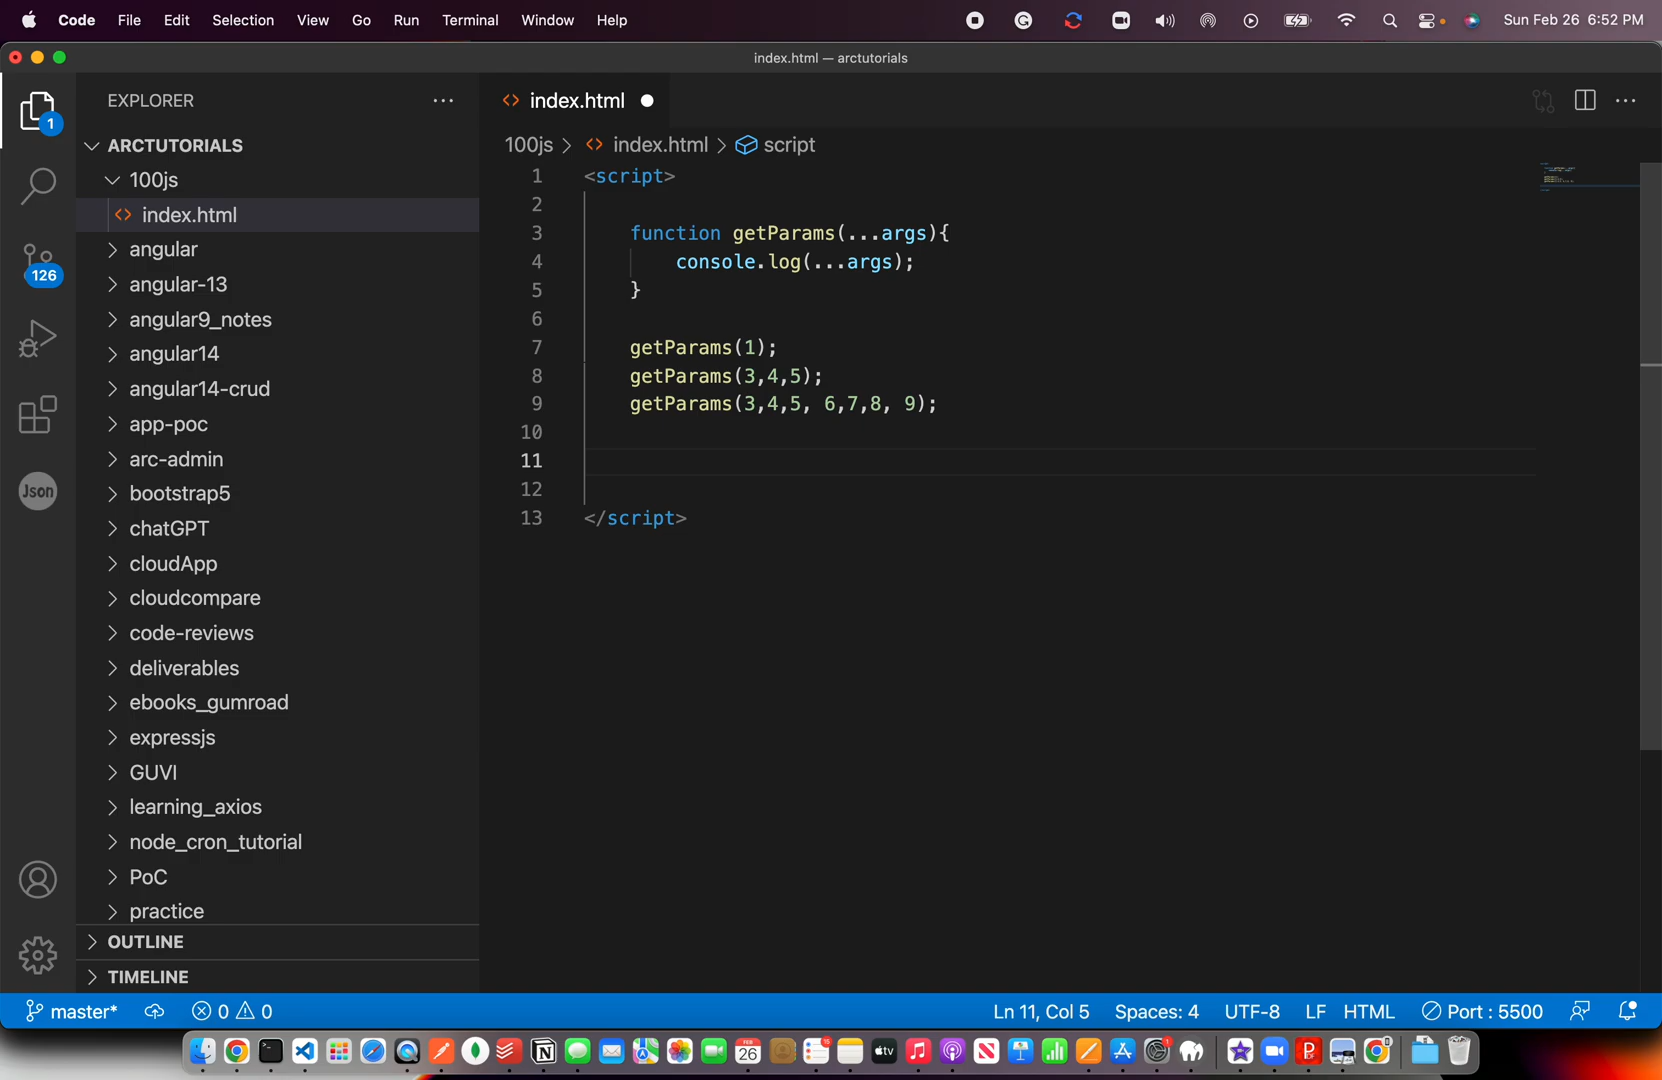 Code File Edit Selection View Go Run Terminal Window Help Sun Feb 26 6:52 PM
index.html — arctutorials
EXPLORER
ARCTUTORIALS
100js
index.html
angular
angular-13
angular9_notes
angular14
angular14-crud
app-poc
arc-admin
bootstrap5
chatGPT
cloudApp
cloudcompare
code-reviews
deliverables
ebooks_gumroad
expressjs
GUVI
learning_axios
node_cron_tutorial
PoC
practice
OUTLINE
TIMELINE
1
126
Json
index.html
100js > index.html > script
1 <script>
2
3 function getParams(...args){
4 console.log(...args);
5 }
6
7 getParams(1);
8 getParams(3,4,5);
9 getParams(3,4,5, 6,7,8, 9);
10
11
12
13 </script>
master* 0 0 Ln 11, Col 5 Spaces: 4 UTF-8 LF HTML Port : 5500